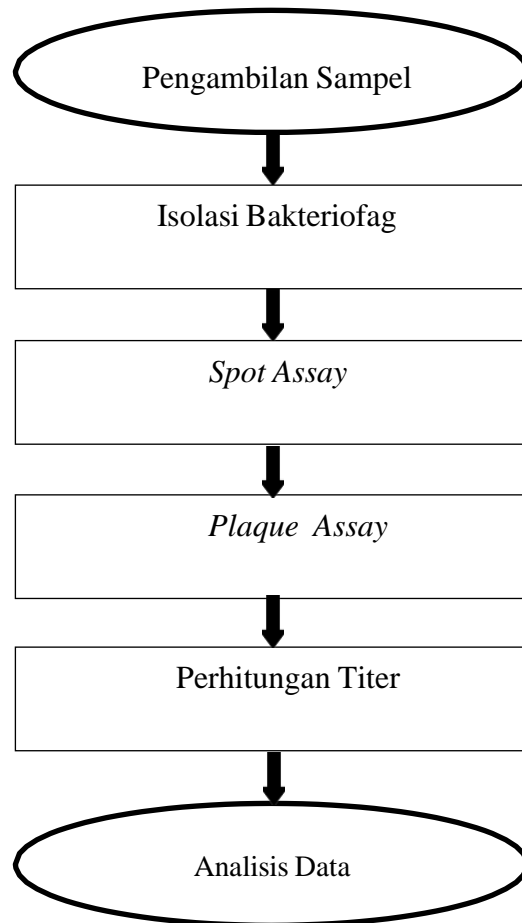 Pengambilan Sampel
Isolasi Bakteriofag
Spot Assay
Plaque Assay
Perhitungan Titer
Analisis Data